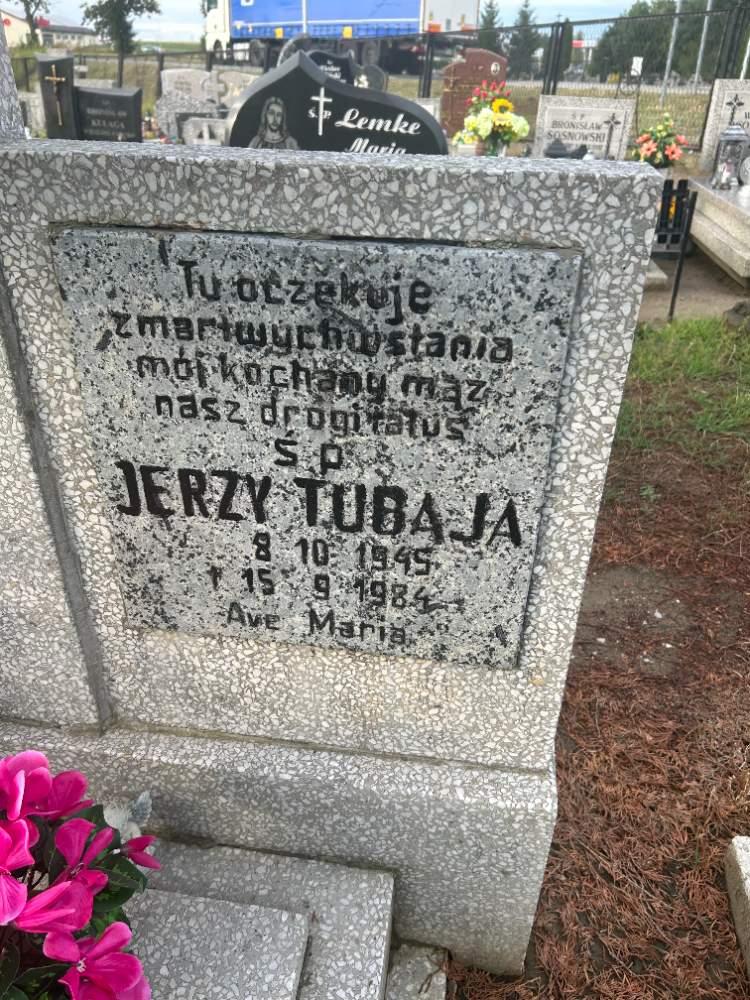 Lemke
Ś.P.
Maria
Ś P
BRONISŁAW
SOSNOWSKI
Tu oczekuje
zmartwychwstania
mój kochany mąż
nasz drogi tatuś
Ś P
JERZY TUBAJA
8 10 1945
† 15 9 1984
Ave Maria